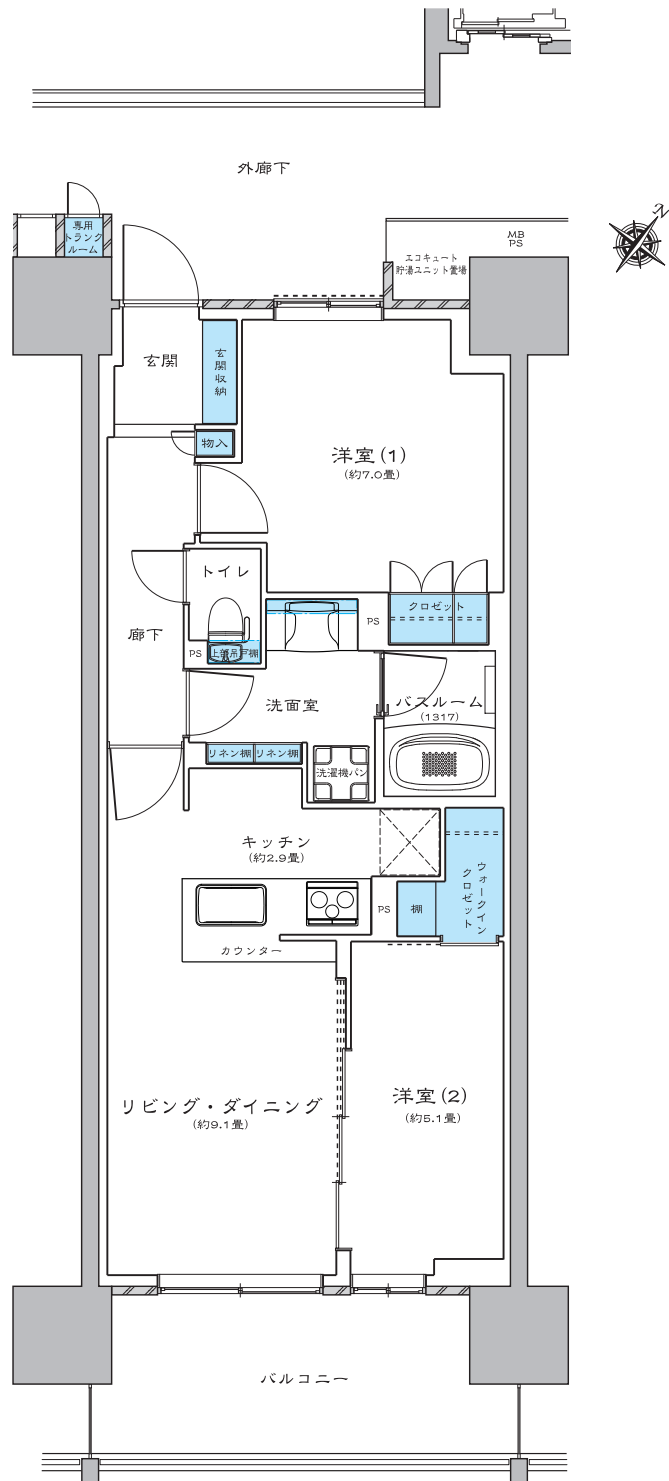 外廊下
N
専用
トランク
ルーム
MB
PS
エコキュート
貯湯ユニット置場
玄関
玄関収納
物入
洋室(1)
(約7.0畳)
トイレ
クロゼット
PS
廊下
PS
上部吊戸棚
洗面室
バスルーム
(1317)
リネン棚
リネン棚
洗濯機パン
キッチン
(約2.9畳)
ウォークイン
クロゼット
PS
棚
カウンター
リビング・ダイニング
(約9.1畳)
洋室(2)
(約5.1畳)
バルコニー